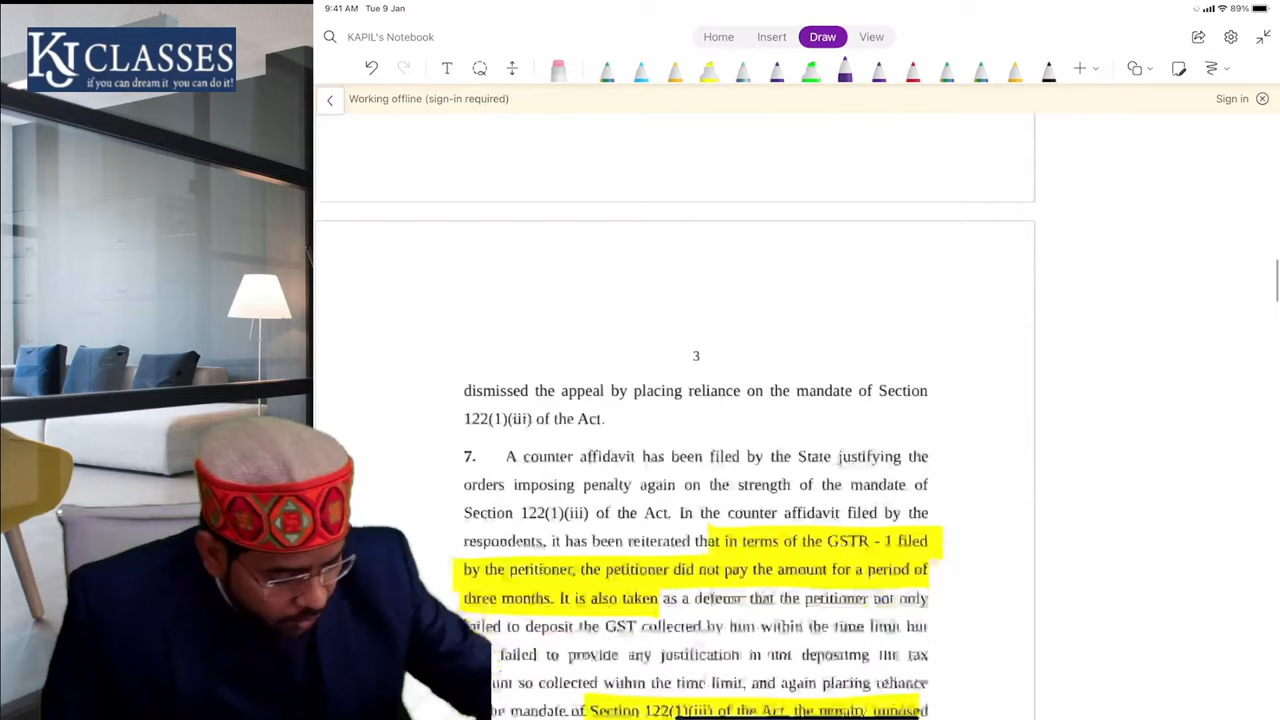 KJ CLASSES
if you can dream it you can do it!
9:41 AM Tue 9 Jan
89%
KAPIL's Notebook
Home Insert Draw View
Working offline (sign-in required)
Sign in
3
dismissed the appeal by placing reliance on the mandate of Section
122(1)(iii) of the Act.
7. A counter affidavit has been filed by the State justifying the
orders imposing penalty again on the strength of the mandate of
Section 122(1)(iii) of the Act. In the counter affidavit filed by the
respondents, it has been reiterated that in terms of the GSTR - 1 filed
by the petitioner, the petitioner did not pay the amount for a period of
three months. It is also taken as a defense that the petitioner not only
failed to deposit the GST collected by him within the time limit but
failed to provide any justification in not depositing the tax
so collected within the time limit, and again placing reliance
mandate of Section 122(1)(iii) of the Act, the penalty imposed